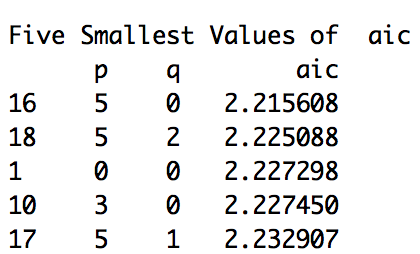 Five Smallest Values of  aic
p q aic
16 5 0 2.215608
18 5 2 2.225088
1 0 0 2.227298
10 3 0 2.227450
17 5 1 2.232907